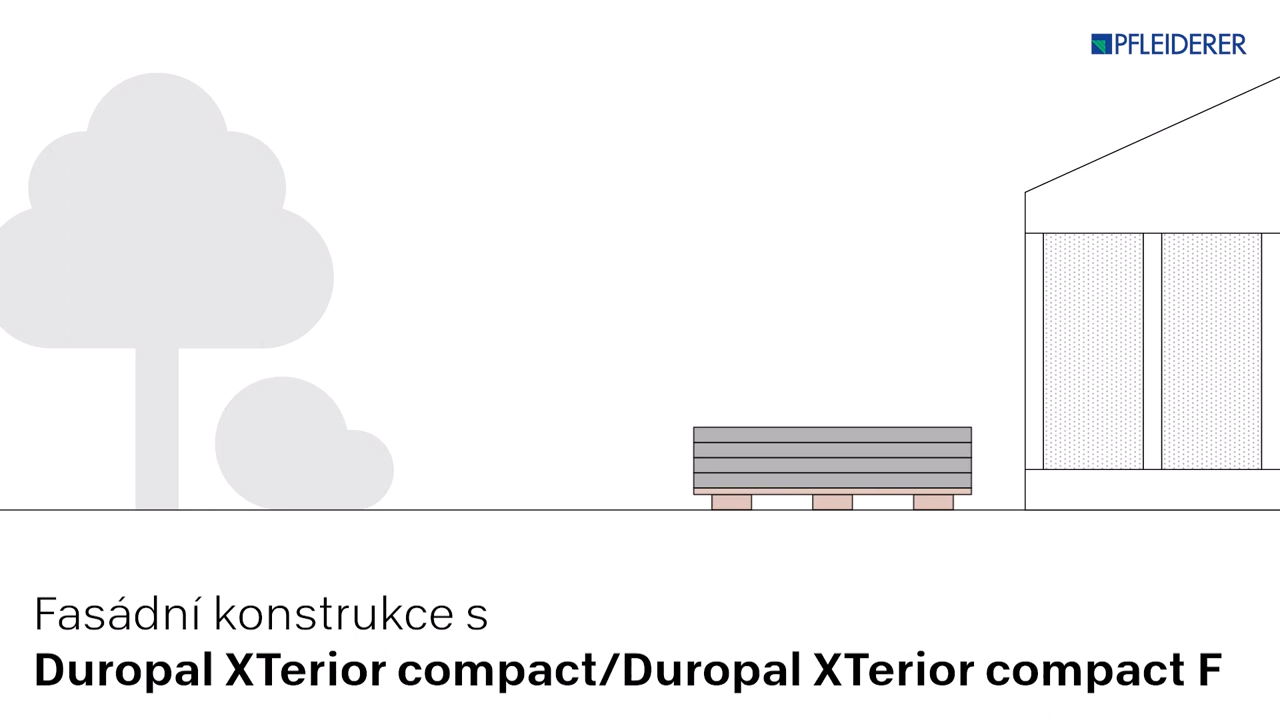 PFLEIDERER
Fasádní konstrukce s
Duropal XTerior compact/Duropal XTerior compact F